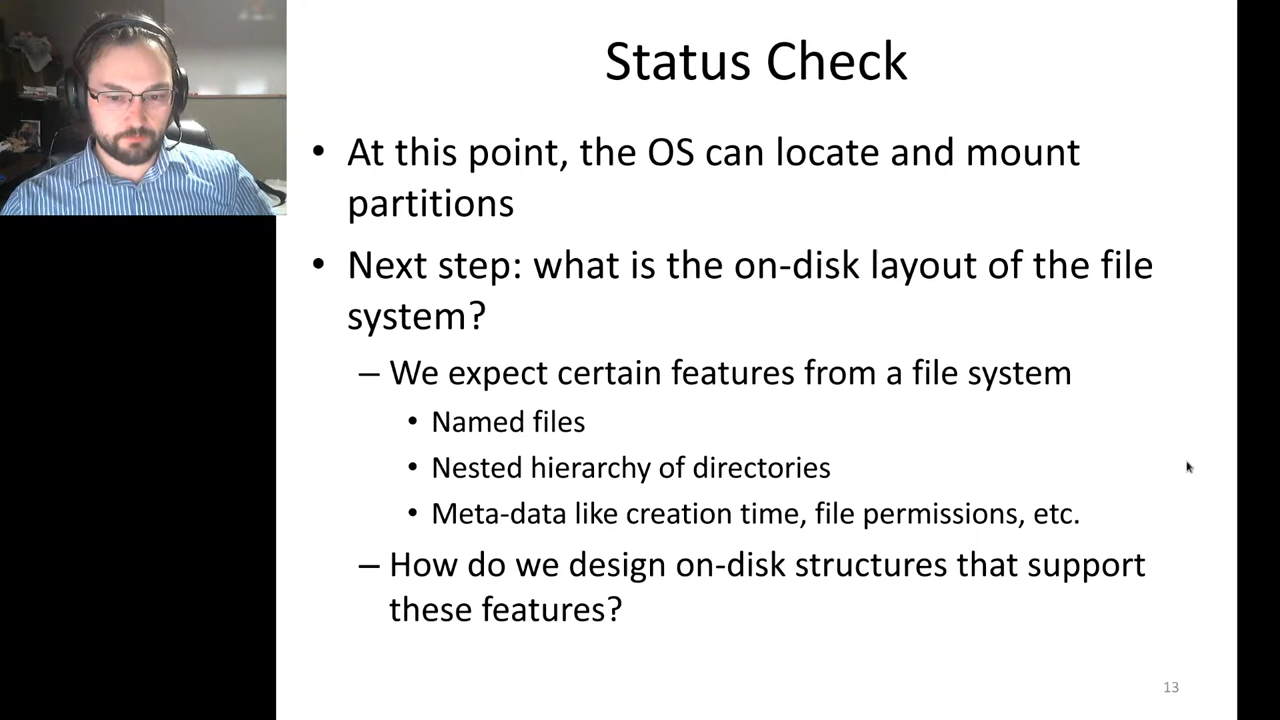 Status Check
• At this point, the OS can locate and mount
partitions
• Next step: what is the on-disk layout of the file
system?
– We expect certain features from a file system
• Named files
• Nested hierarchy of directories
• Meta-data like creation time, file permissions, etc.
– How do we design on-disk structures that support
these features?
13